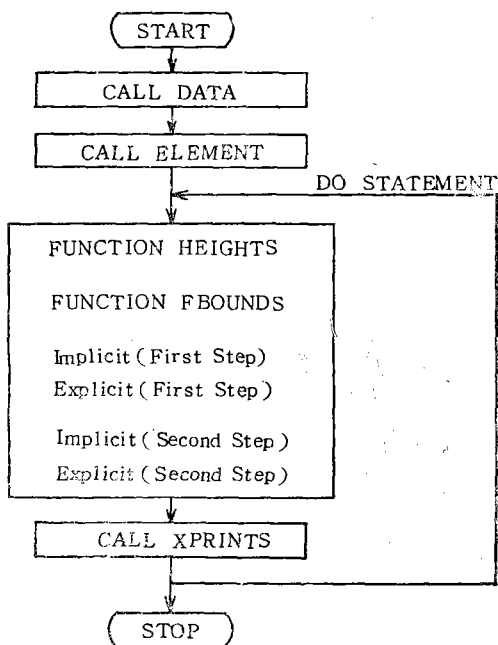 START
CALL DATA
CALL ELEMENT
DO STATEMENT
FUNCTION HEIGHTS
FUNCTION FBOUNDS
Implicit (First Step)
Explicit (First Step)
Implicit (Second Step)
Explicit (Second Step)
CALL XPRINTS
STOP